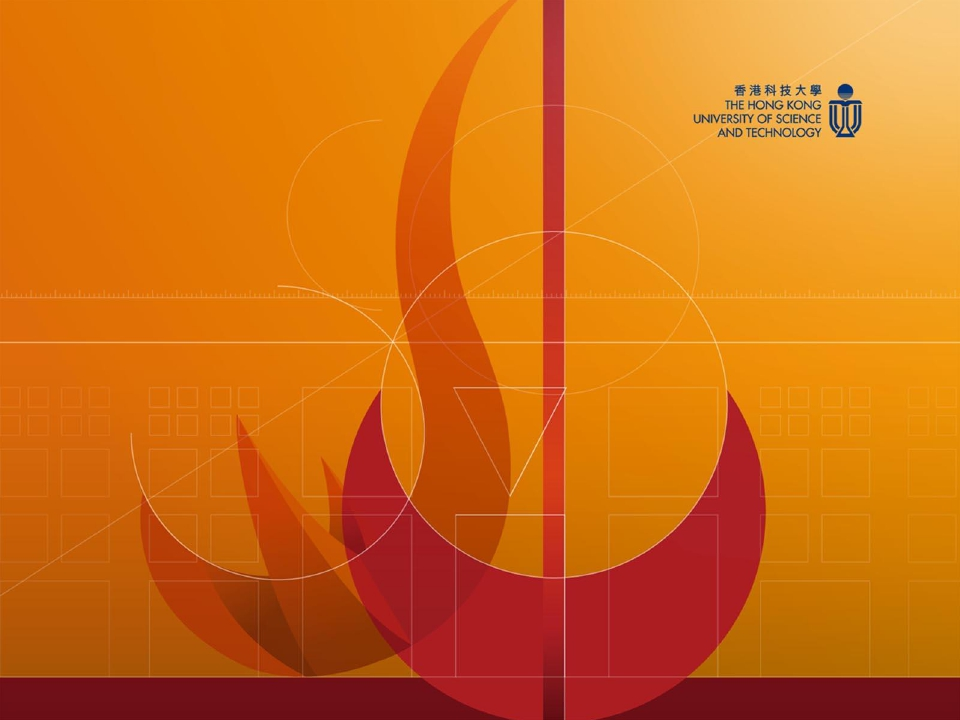 香港科技大學
THE HONG KONG
UNIVERSITY OF SCIENCE
AND TECHNOLOGY